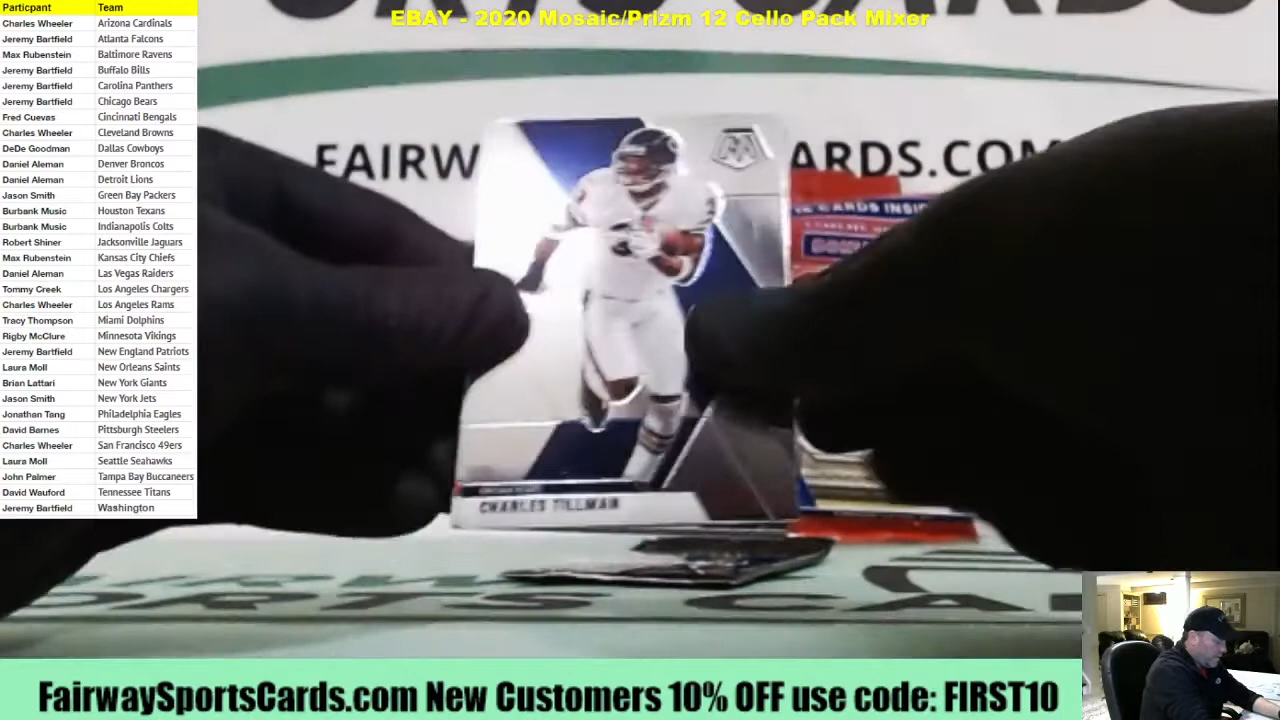 EBAY - 2020 Mosaic/Prizm 12 Cello Pack Mixer
Particpant Team
Charles Wheeler Arizona Cardinals
Jeremy Bartfield Atlanta Falcons
Max Rubenstein Baltimore Ravens
Jeremy Bartfield Buffalo Bills
Jeremy Bartfield Carolina Panthers
Jeremy Bartfield Chicago Bears
Fred Cuevas Cincinnati Bengals
Charles Wheeler Cleveland Browns
DeDe Goodman Dallas Cowboys
Daniel Aleman Denver Broncos
Daniel Aleman Detroit Lions
Jason Smith Green Bay Packers
Burbank Music Houston Texans
Burbank Music Indianapolis Colts
Robert Shiner Jacksonville Jaguars
Max Rubenstein Kansas City Chiefs
Daniel Aleman Las Vegas Raiders
Tommy Creek Los Angeles Chargers
Charles Wheeler Los Angeles Rams
Tracy Thompson Miami Dolphins
Rigby McClure Minnesota Vikings
Jeremy Bartfield New England Patriots
Laura Moll New Orleans Saints
Brian Lattari New York Giants
Jason Smith New York Jets
Jonathan Tang Philadelphia Eagles
David Barnes Pittsburgh Steelers
Charles Wheeler San Francisco 49ers
Laura Moll Seattle Seahawks
John Palmer Tampa Bay Buccaneers
David Wauford Tennessee Titans
Jeremy Bartfield Washington
FAIRW ARDS.COM
CARDS INSI
CHARLES TILLMAN
ORTS CA
FairwaySportsCards.com New Customers 10% OFF use code: FIRST10